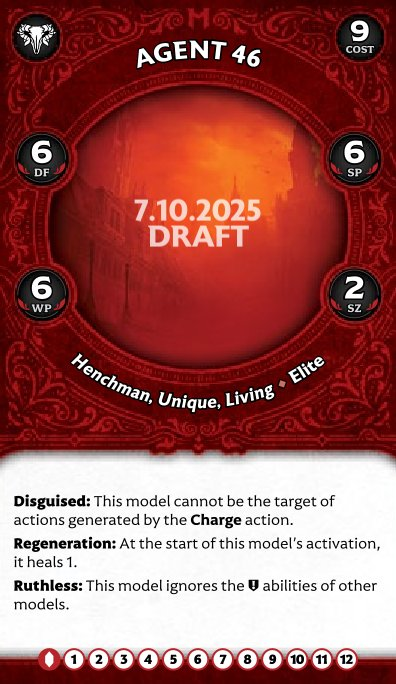 AGENT 46
9
COST
6
DF
6
SP
7.10.2025
DRAFT
6
WP
2
SZ
Henchman, Unique, Living ◆ Elite
Disguised: This model cannot be the target of
actions generated by the Charge action.
Regeneration: At the start of this model's activation,
it heals 1.
Ruthless: This model ignores the abilities of other
models.
1 2 3 4 5 6 7 8 9 10 11 12